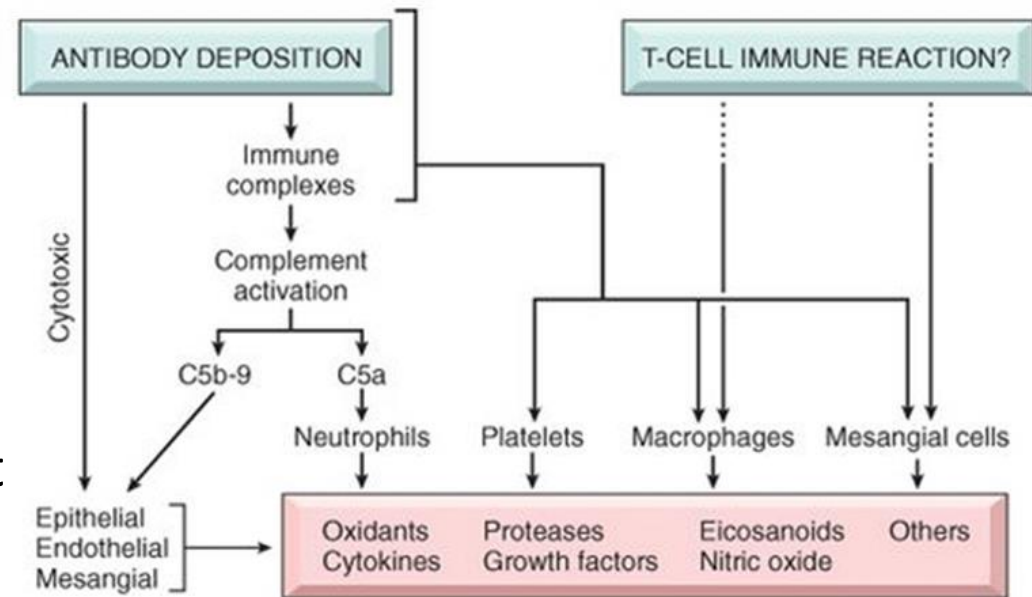 ANTIBODY DEPOSITION
T-CELL IMMUNE REACTION?
Immune
complexes
Cytotoxic
Complement
activation
C5b-9
C5a
Neutrophils
Platelets
Macrophages
Mesangial cells
Epithelial
Endothelial
Mesangial
Oxidants
Cytokines
Proteases
Growth factors
Eicosanoids
Nitric oxide
Others